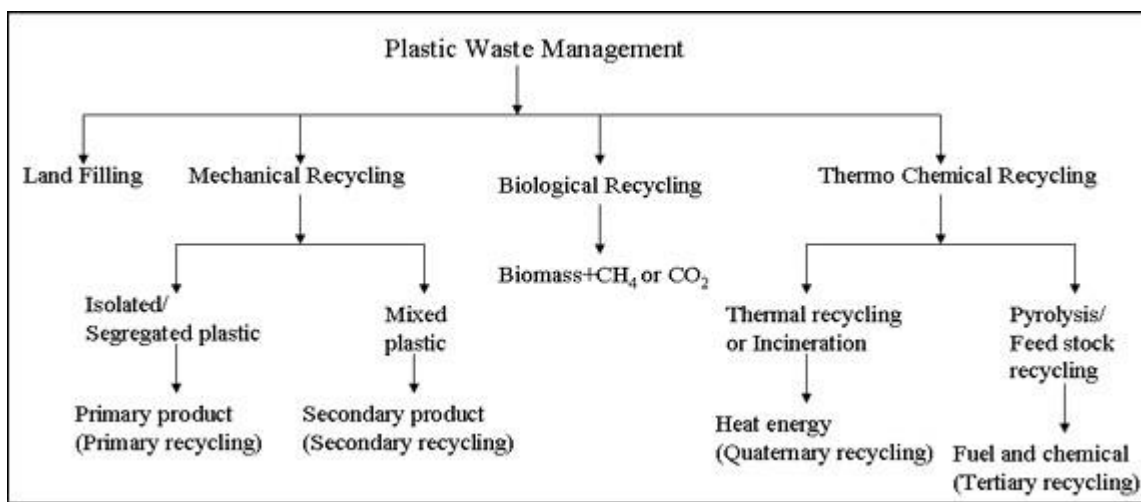 Plastic Waste Management
Land Filling
Mechanical Recycling
Biological Recycling
Thermo Chemical Recycling
Biomass+CH₄ or CO₂
Isolated/
Segregated plastic
Mixed
plastic
Thermal recycling
or Incineration
Pyrolysis/
Feed stock
recycling
Primary product
(Primary recycling)
Secondary product
(Secondary recycling)
Heat energy
(Quaternary recycling)
Fuel and chemical
(Tertiary recycling)